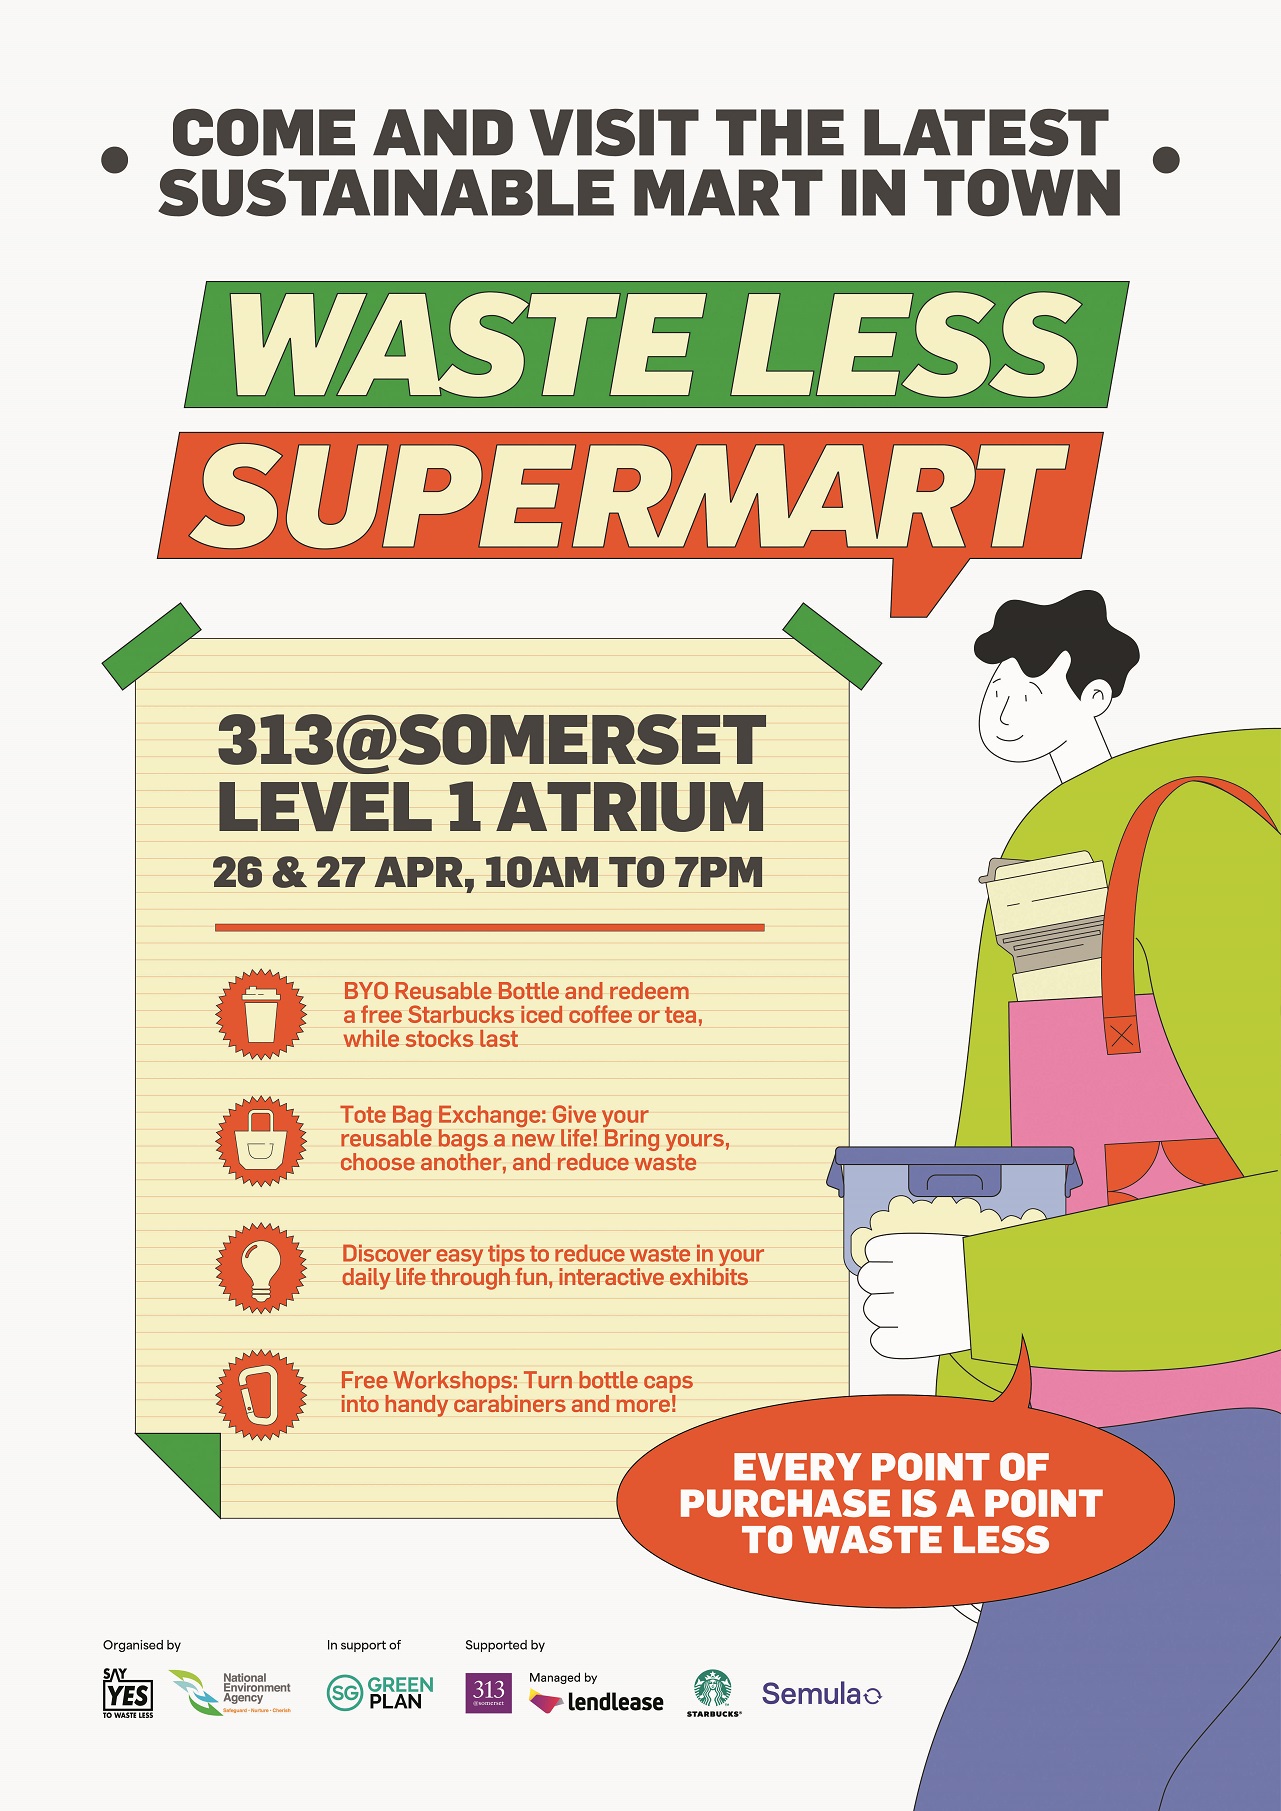 COME AND VISIT THE LATEST
SUSTAINABLE MART IN TOWN
WASTE LESS
SUPERMART
313@SOMERSET
LEVEL 1 ATRIUM
26 & 27 APR, 10AM TO 7PM
BYO Reusable Bottle and redeem
a free Starbucks iced coffee or tea,
while stocks last
Tote Bag Exchange: Give your
reusable bags a new life! Bring yours,
choose another, and reduce waste
Discover easy tips to reduce waste in your
daily life through fun, interactive exhibits
Free Workshops: Turn bottle caps
into handy carabiners and more!
EVERY POINT OF
PURCHASE IS A POINT
TO WASTE LESS
Organised by
SAY
YES
TO WASTE LESS
National
Environment
Agency
Safeguard • Nurture • Cherish
In support of
SG
GREEN
PLAN
Supported by
313
@somerset
Managed by
lendlease
STARBUCKS®
Semula